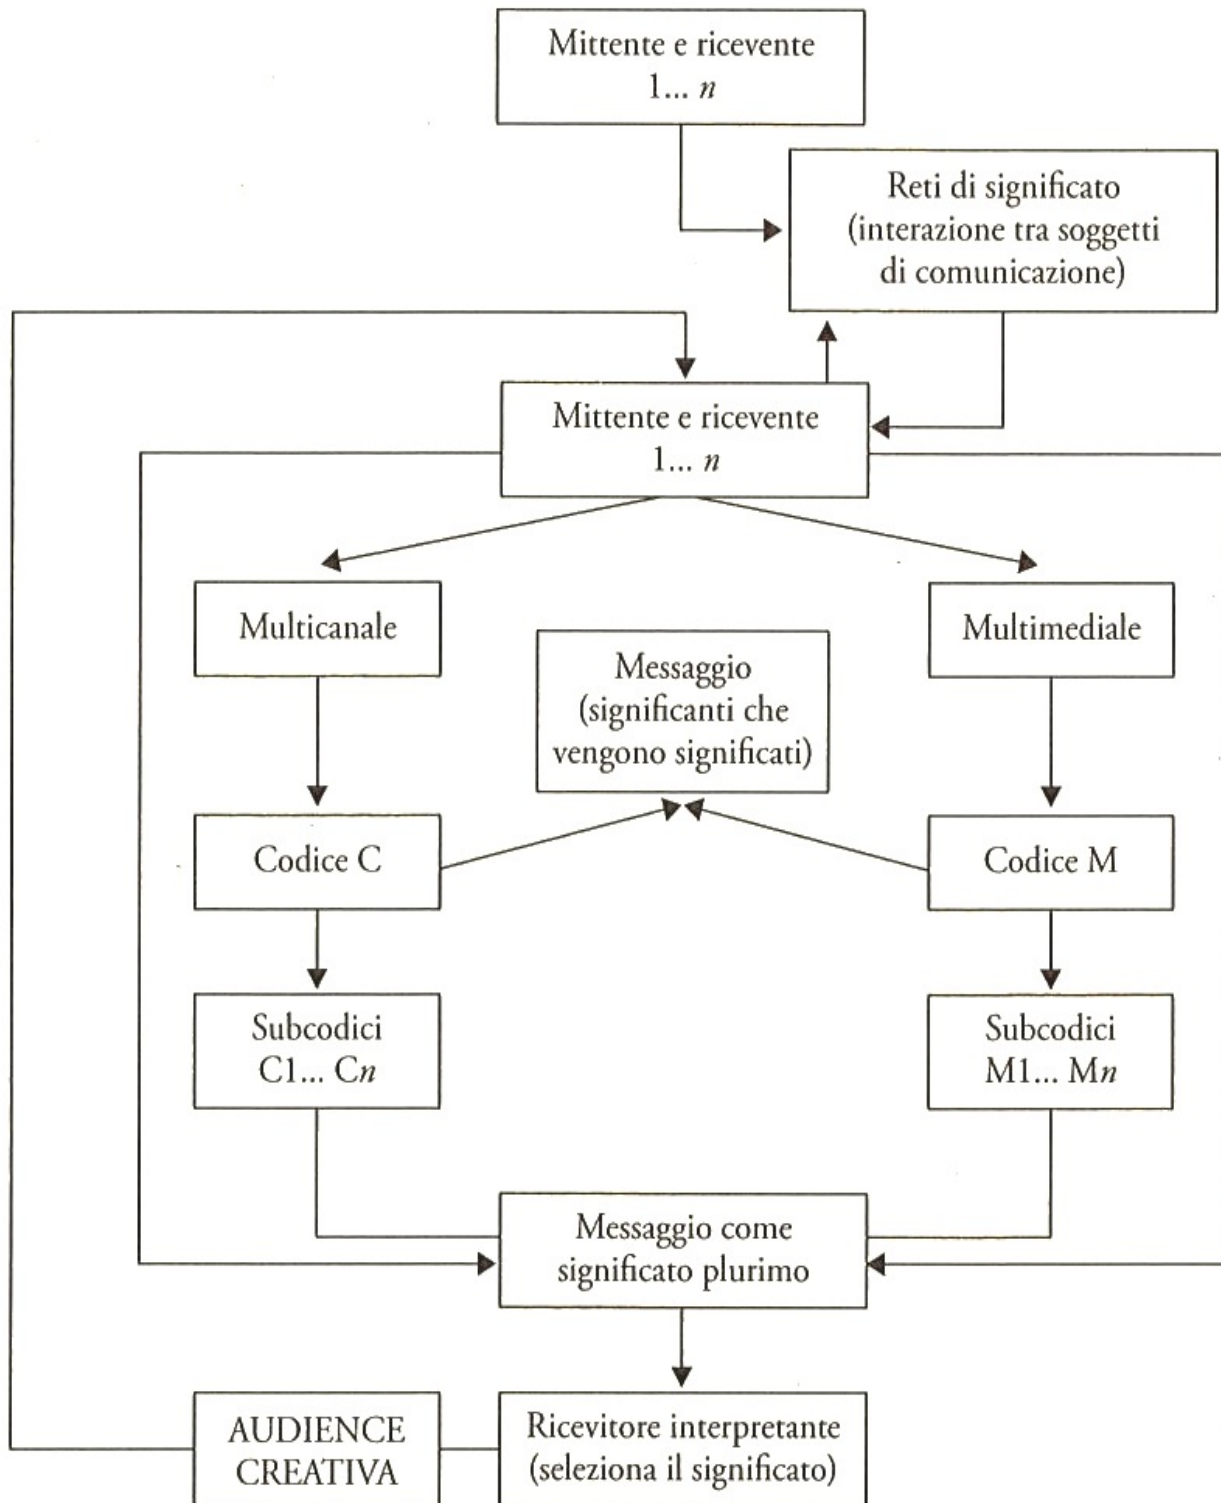 Mittente e ricevente
1... n
Reti di significato
(interazione tra soggetti
di comunicazione)
Mittente e ricevente
1... n
Multicanale
Multimediale
Messaggio
(significanti che
vengono significati)
Codice C
Codice M
Subcodici
C1... Cn
Subcodici
M1... Mn
Messaggio come
significato plurimo
AUDIENCE
CREATIVA
Ricevitore interpretante
(seleziona il significato)